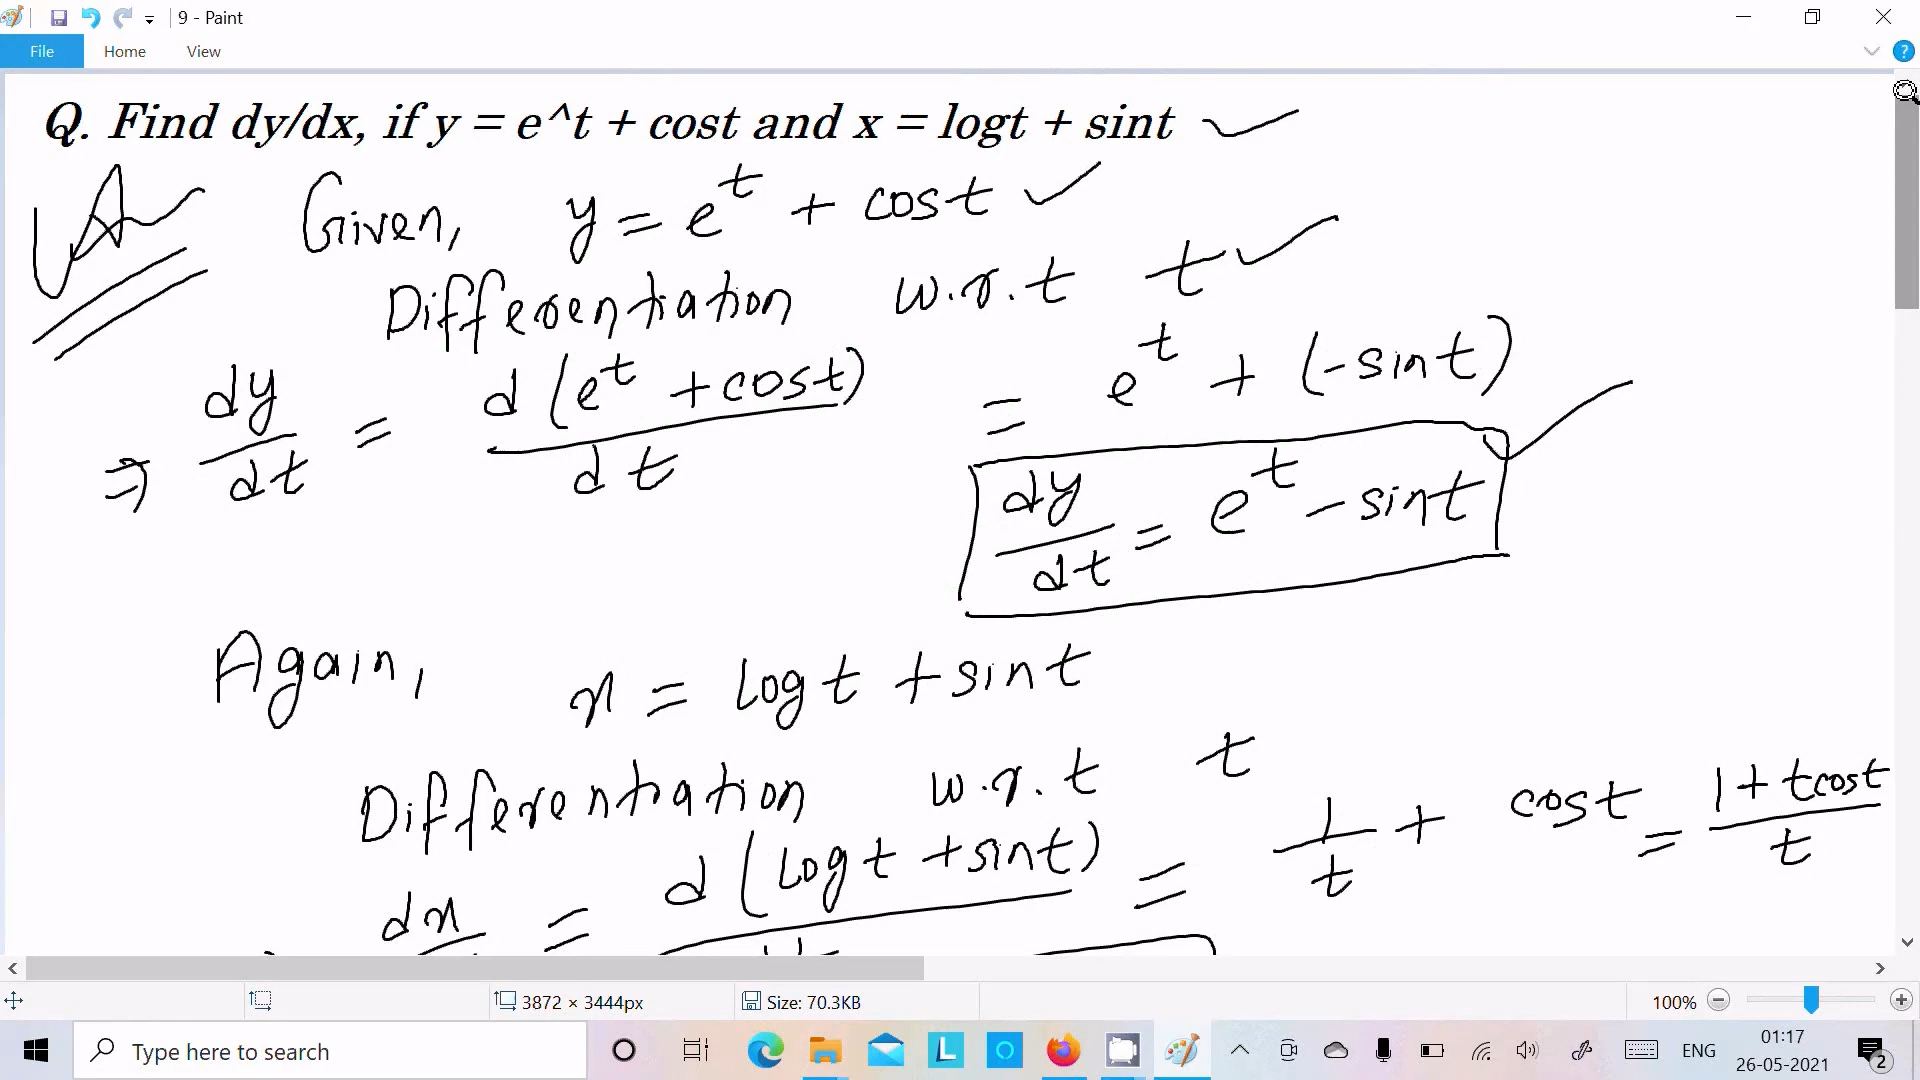 9 - Paint
File Home View
Q. Find dy/dx, if y = e^t + cost and x = logt + sint
Given, y = e^t + cost
Differentiation w.r.t t
⇒ dy/dt = d(e^t + cost)/dt = e^t + (-sint)
dy/dt = e^t - sint
Again, x = logt + sint
Differentiation w.r.t t
dx = d(logt + sint) = 1/t + cost = 1+tcost/t
3872 × 3444px Size: 70.3KB 100%
Type here to search
ENG 01:17
26-05-2021
2